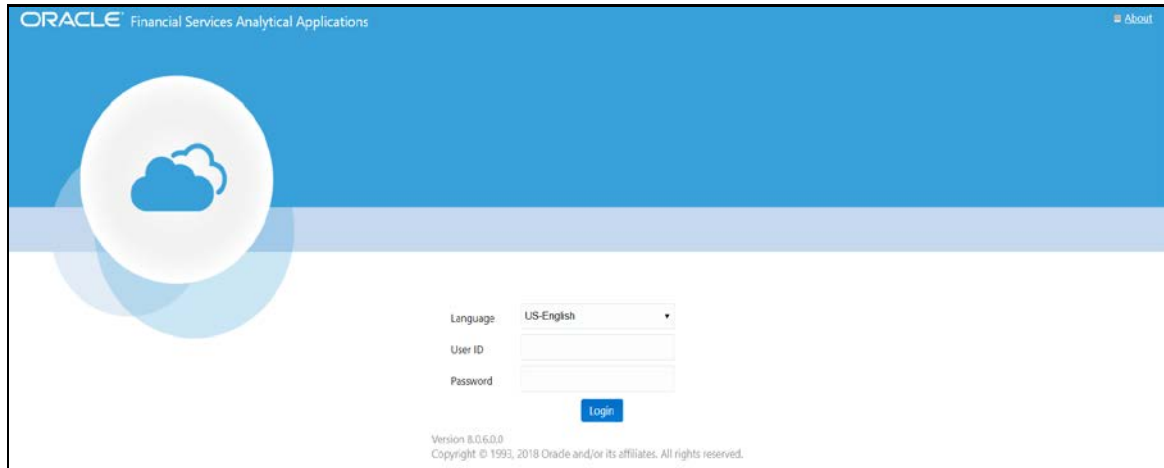 ORACLE® Financial Services Analytical Applications
About
Language US-English
User ID
Password
Login
Version 8.0.6.0.0
Copyright © 1993, 2018 Oracle and/or its affiliates. All rights reserved.